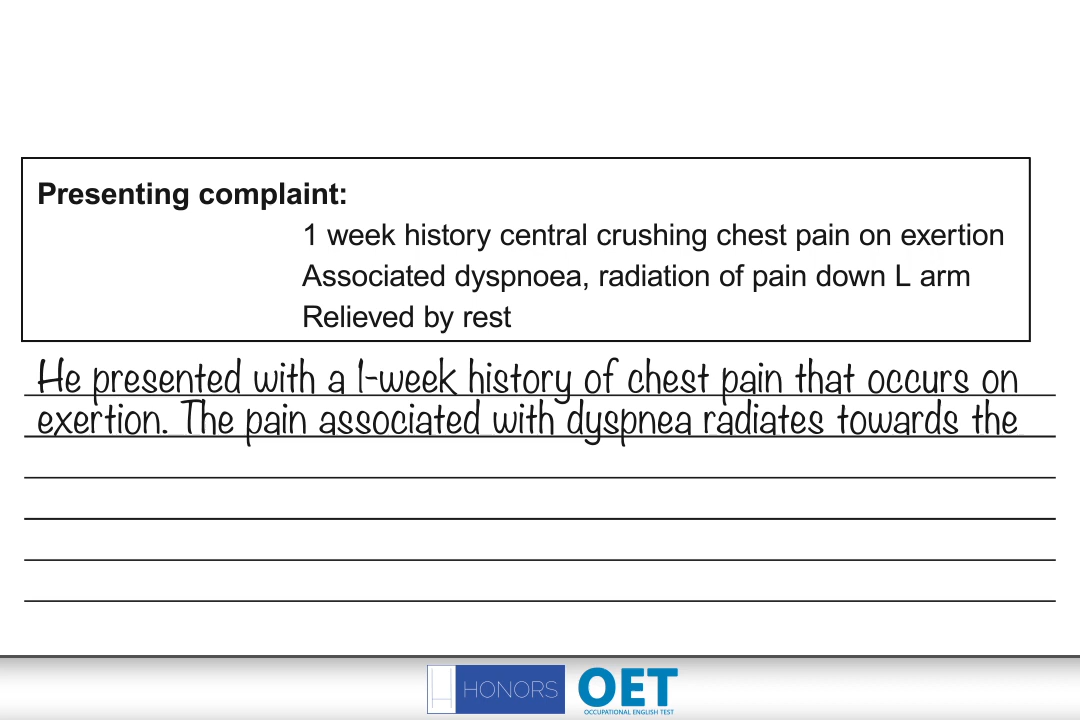 Presenting complaint:
1 week history central crushing chest pain on exertion
Associated dyspnoea, radiation of pain down L arm
Relieved by rest
He presented with a 1-week history of chest pain that occurs on
exertion. The pain associated with dyspnea radiates towards the
HONORS
OET
OCCUPATIONAL ENGLISH TEST